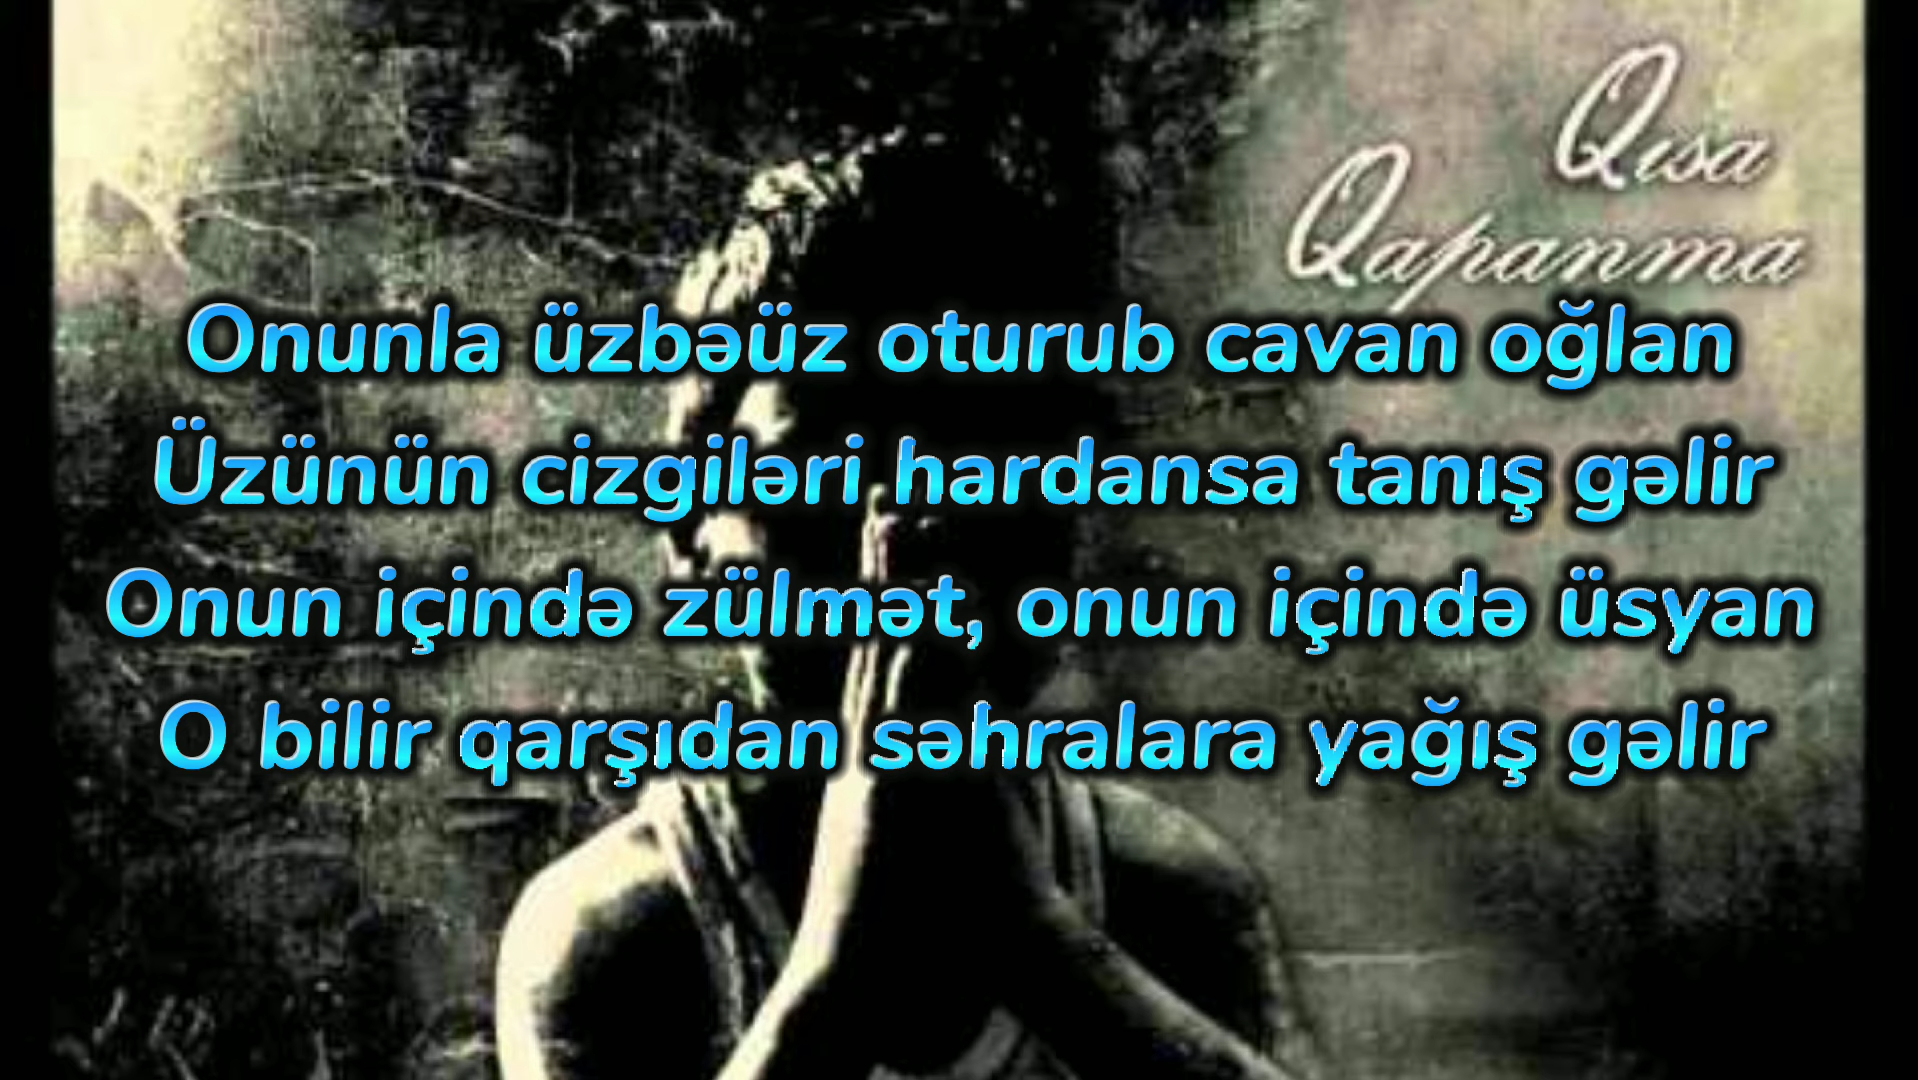 Qısa
Qapanma
Onunla üzbəüz oturub cavan oğlan
Üzünün cizgiləri hardansa tanış gəlir
Onun içində zülmət, onun içində üsyan
O bilir qarşıdan səhralara yağış gəlir